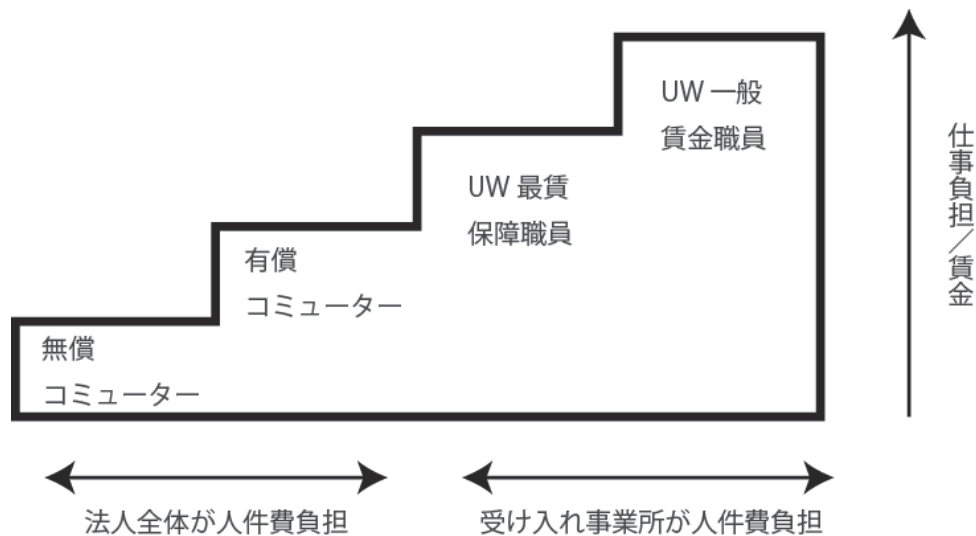 UW 一般
賃金職員
UW 最賃
保障職員
有償
コミューター
無償
コミューター
仕事負担／賃金
法人全体が人件費負担
受け入れ事業所が人件費負担